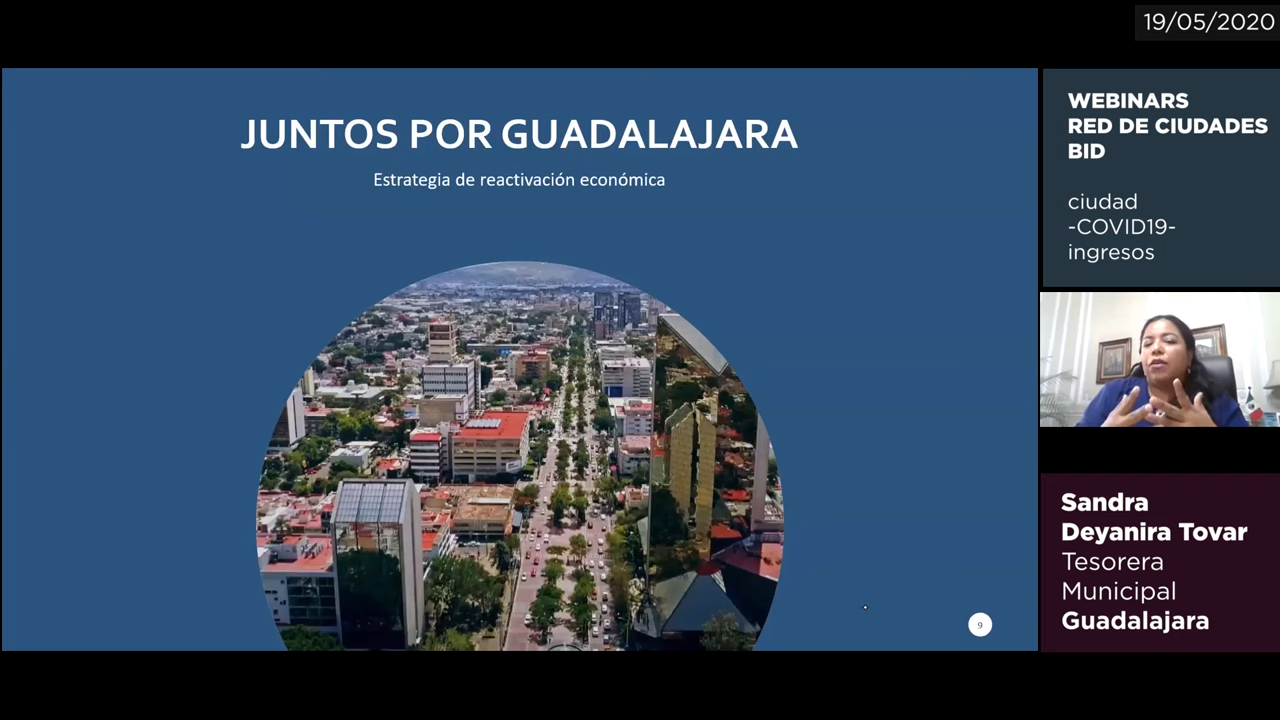 19/05/2020
JUNTOS POR GUADALAJARA
Estrategia de reactivación económica
9
WEBINARS
RED DE CIUDADES
BID
ciudad
-COVID19-
ingresos
Sandra
Deyanira Tovar
Tesorera
Municipal
Guadalajara